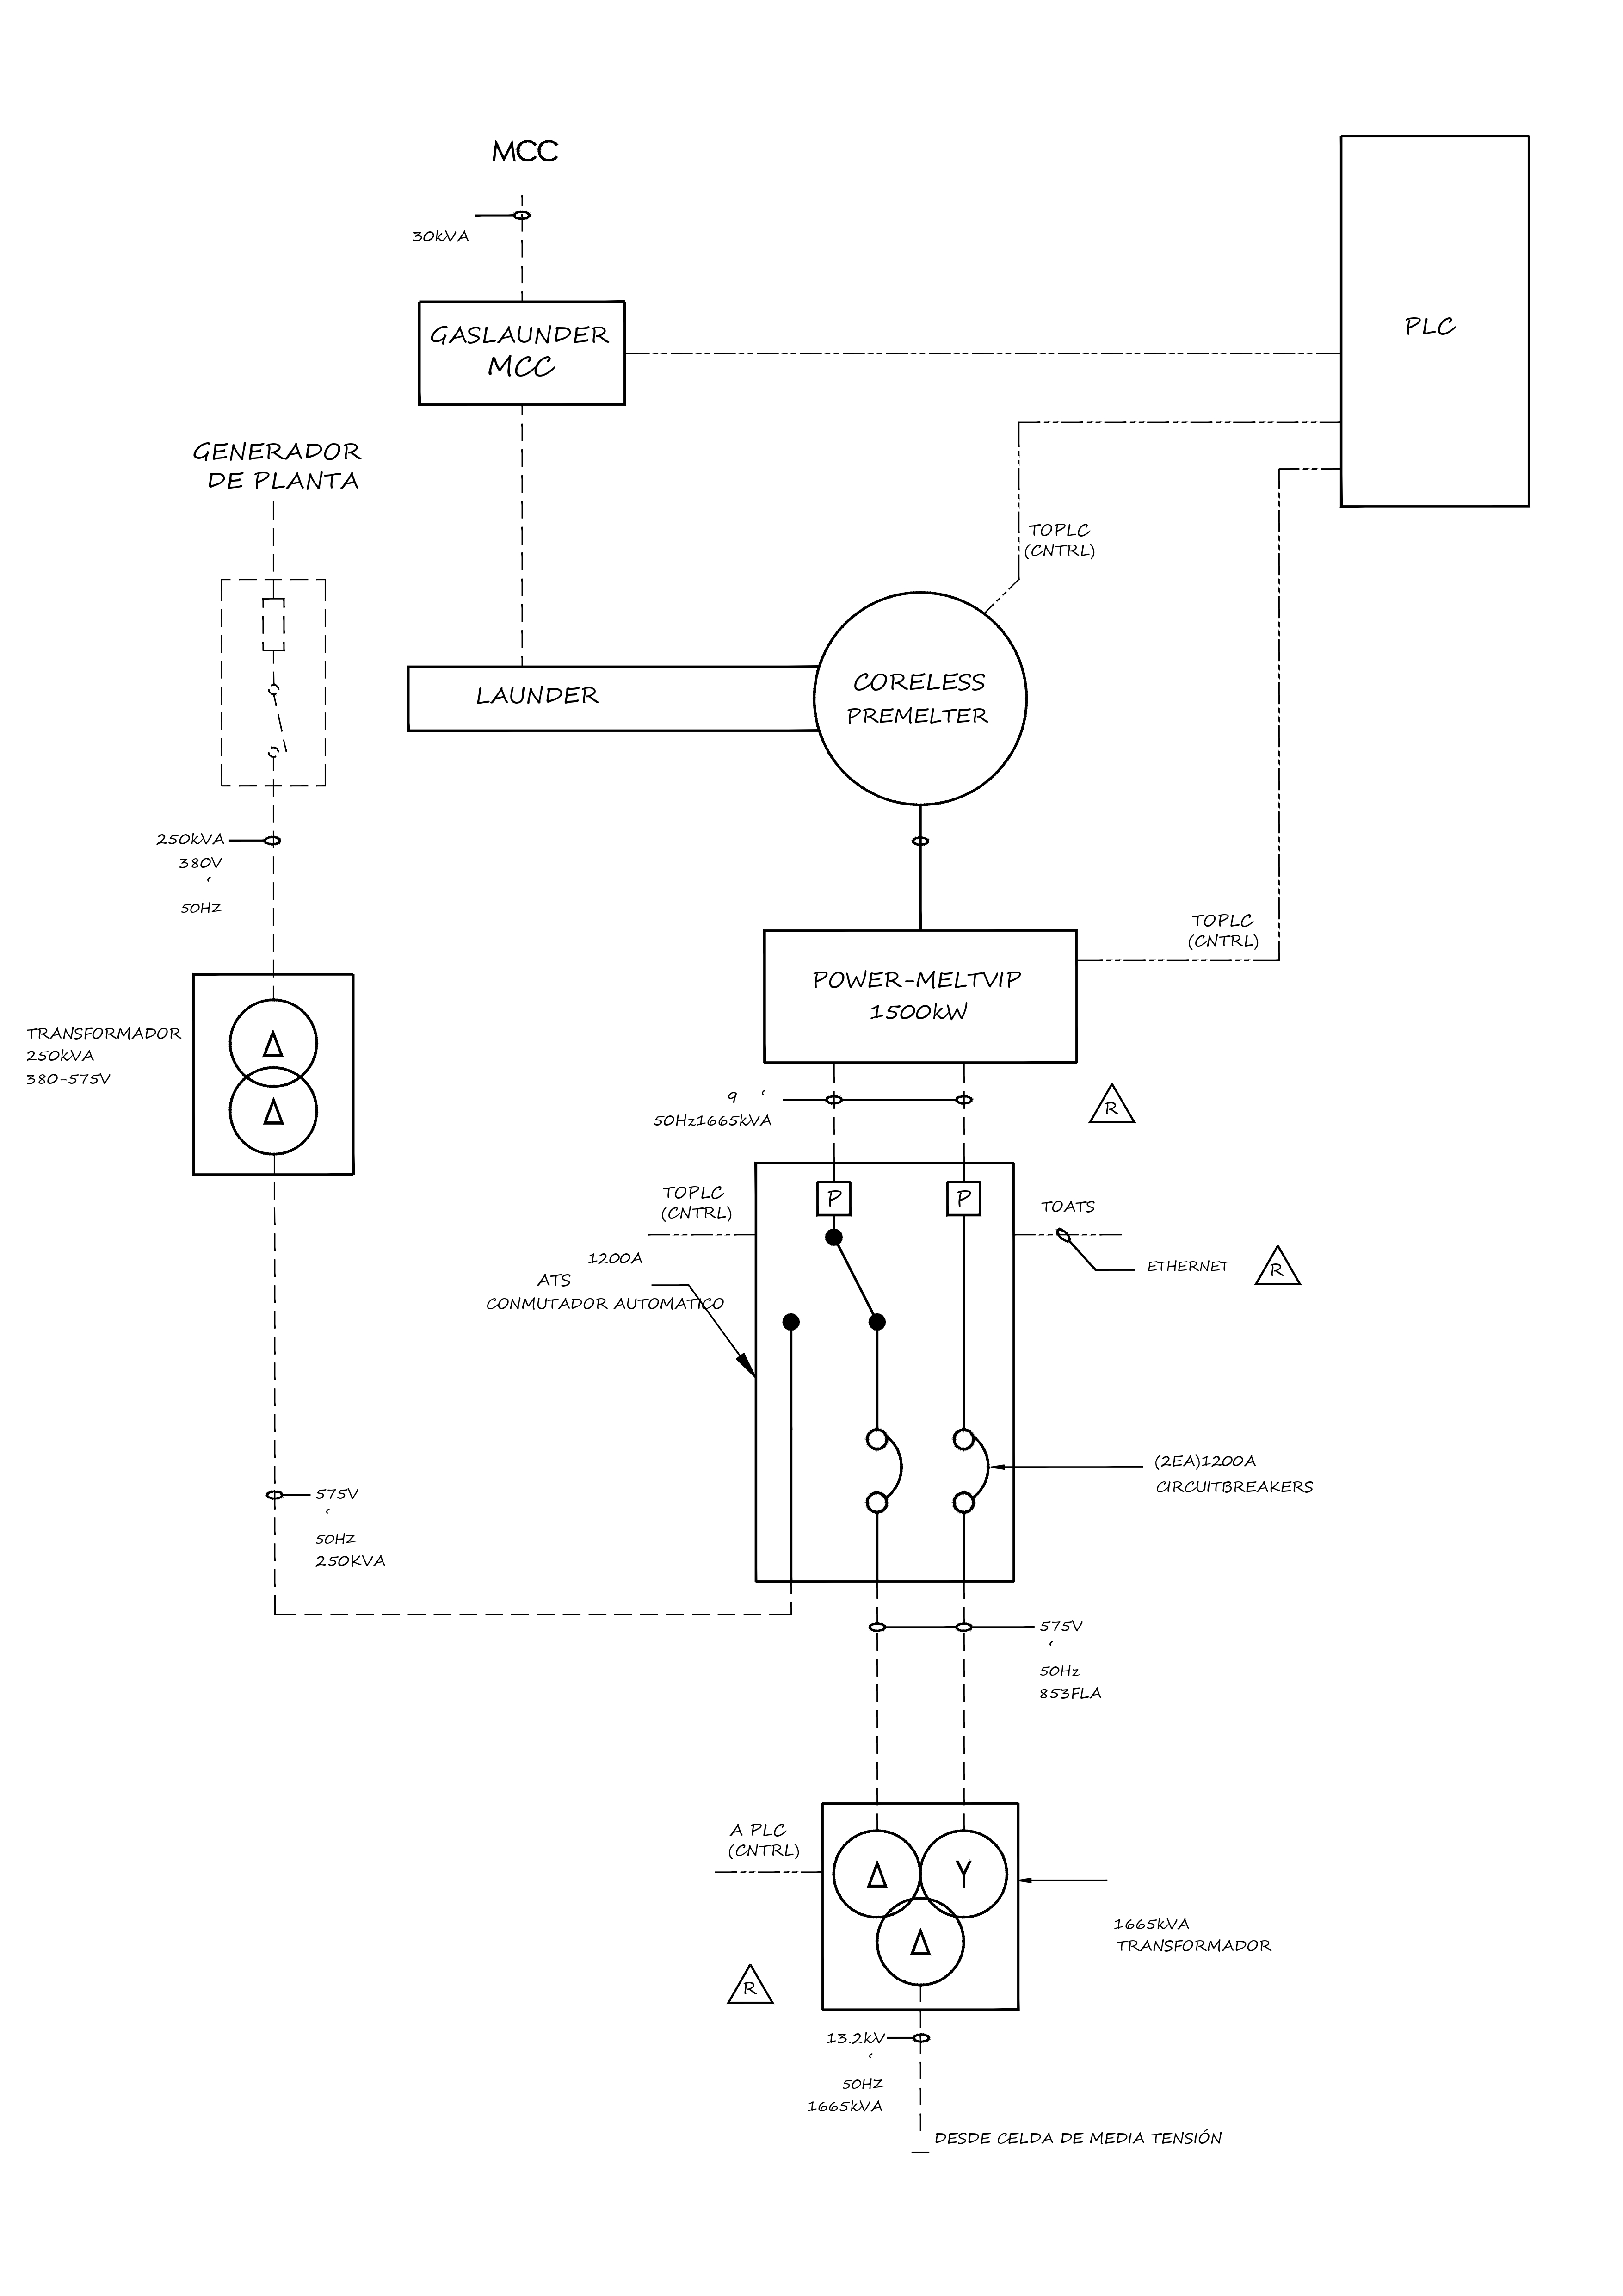 MCC
30kVA
GASLAUNDER
MCC
PLC
GENERADOR
DE PLANTA
TOPLC
(CNTRL)
LAUNDER
CORELESS
PREMELTER
250kVA
380V
‘
50HZ
TOPLC
(CNTRL)
POWER-MELTVIP
1500kW
TRANSFORMADOR
250kVA
380-575V
Δ
Δ
9 ‘
50Hz1665kVA
R
TOPLC
(CNTRL)
P
P
TOATS
ETHERNET
R
1200A
ATS
CONMUTADOR AUTOMATICO
(2EA)1200A
CIRCUITBREAKERS
575V
‘
50HZ
250KVA
575V
‘
50Hz
853FLA
A PLC
(CNTRL)
Δ
Y
Δ
1665kVA
TRANSFORMADOR
R
13.2kV
‘
50HZ
1665kVA
DESDE CELDA DE MEDIA TENSIÓN